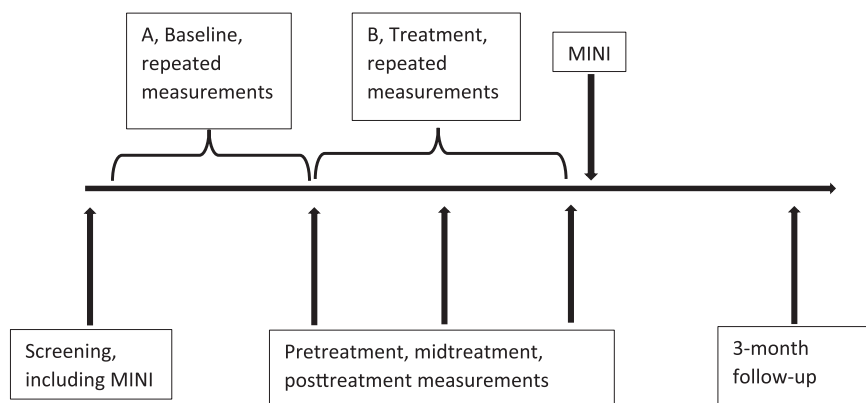 A, Baseline,
repeated
measurements
B, Treatment,
repeated
measurements
MINI
Screening,
including MINI
Pretreatment, midtreatment,
posttreatment measurements
3-month
follow-up